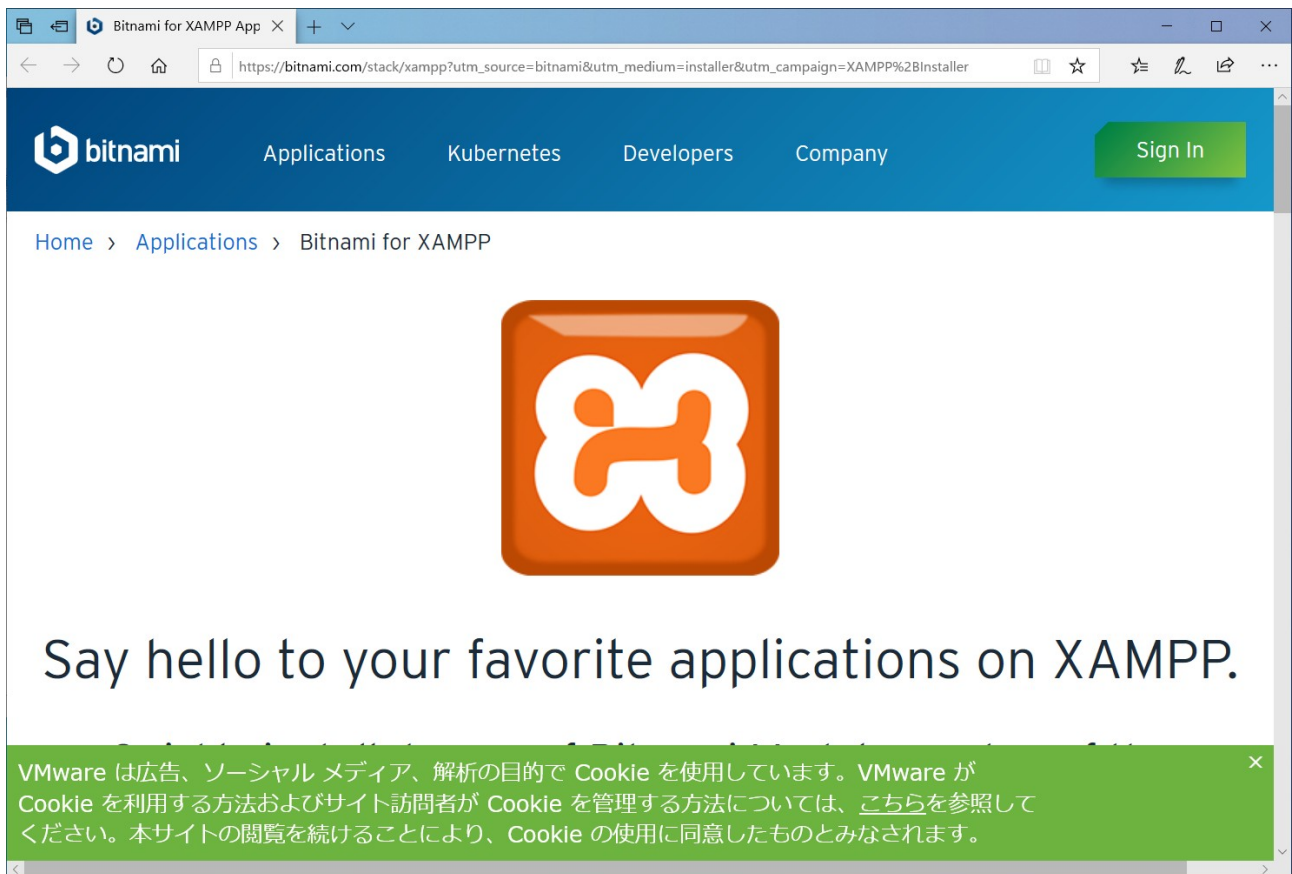 Bitnami for XAMPP App
https://bitnami.com/stack/xampp?utm_source=bitnami&utm_medium=installer&utm_campaign=XAMPP%2BInstaller
bitnami Applications Kubernetes Developers Company Sign In
Home › Applications › Bitnami for XAMPP
Say hello to your favorite applications on XAMPP.
VMware は広告、ソーシャル メディア、解析の目的で Cookie を使用しています。VMware が
Cookie を利用する方法およびサイト訪問者が Cookie を管理する方法については、こちらを参照して
ください。本サイトの閲覧を続けることにより、Cookie の使用に同意したものとみなされます。